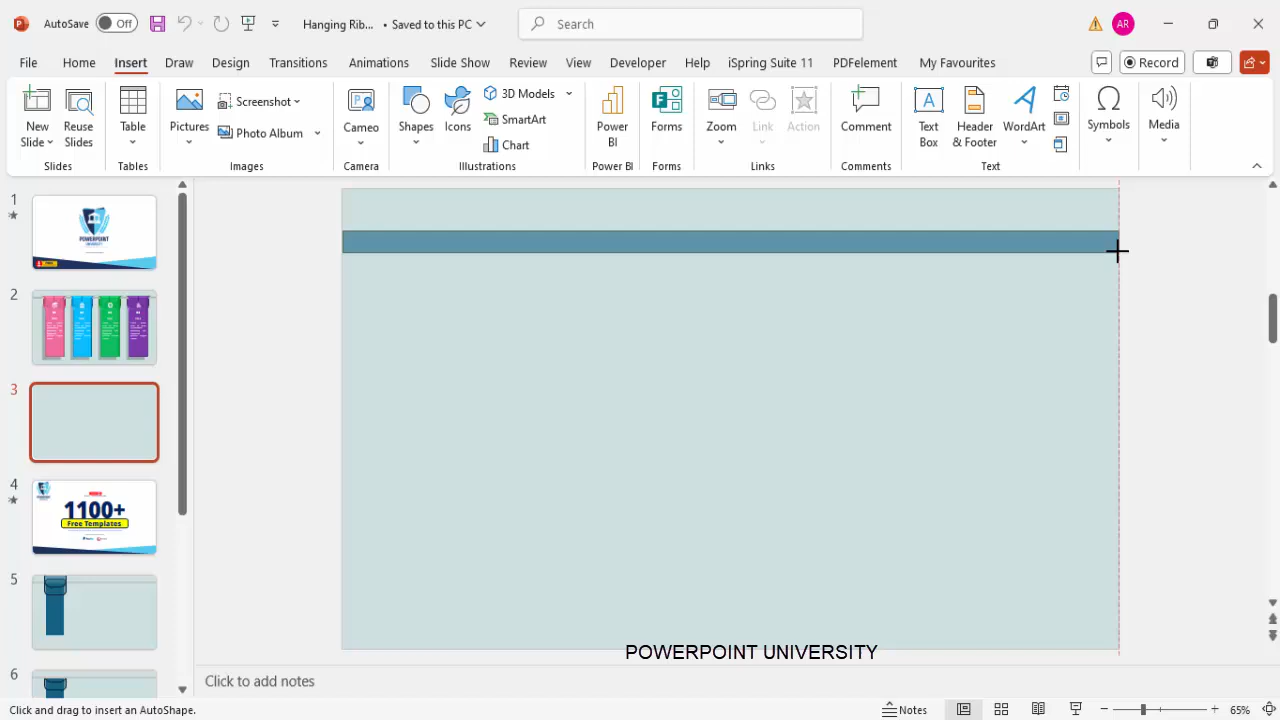 AutoSave Off Hanging Rib... • Saved to this PC Search AR
File Home Insert Draw Design Transitions Animations Slide Show Review View Developer Help iSpring Suite 11 PDFelement My Favourites Record
New Slide Reuse Slides Table Pictures Screenshot Photo Album Cameo Shapes Icons 3D Models SmartArt Chart Power BI Forms Zoom Link Action Comment Text Box Header & Footer WordArt Symbols Media
Slides Tables Images Camera Illustrations Power BI Forms Links Comments Text
1
POWERPOINT
UNIVERSITY
2
3
4
1100+
Free Templates
5
6
POWERPOINT UNIVERSITY
Click to add notes
Click and drag to insert an AutoShape. Notes 65%